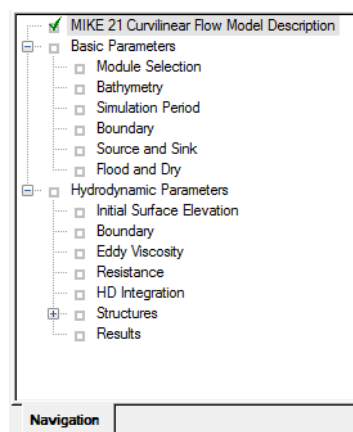 MIKE 21 Curvilinear Flow Model Description
Basic Parameters
Module Selection
Bathymetry
Simulation Period
Boundary
Source and Sink
Flood and Dry
Hydrodynamic Parameters
Initial Surface Elevation
Boundary
Eddy Viscosity
Resistance
HD Integration
Structures
Results
Navigation